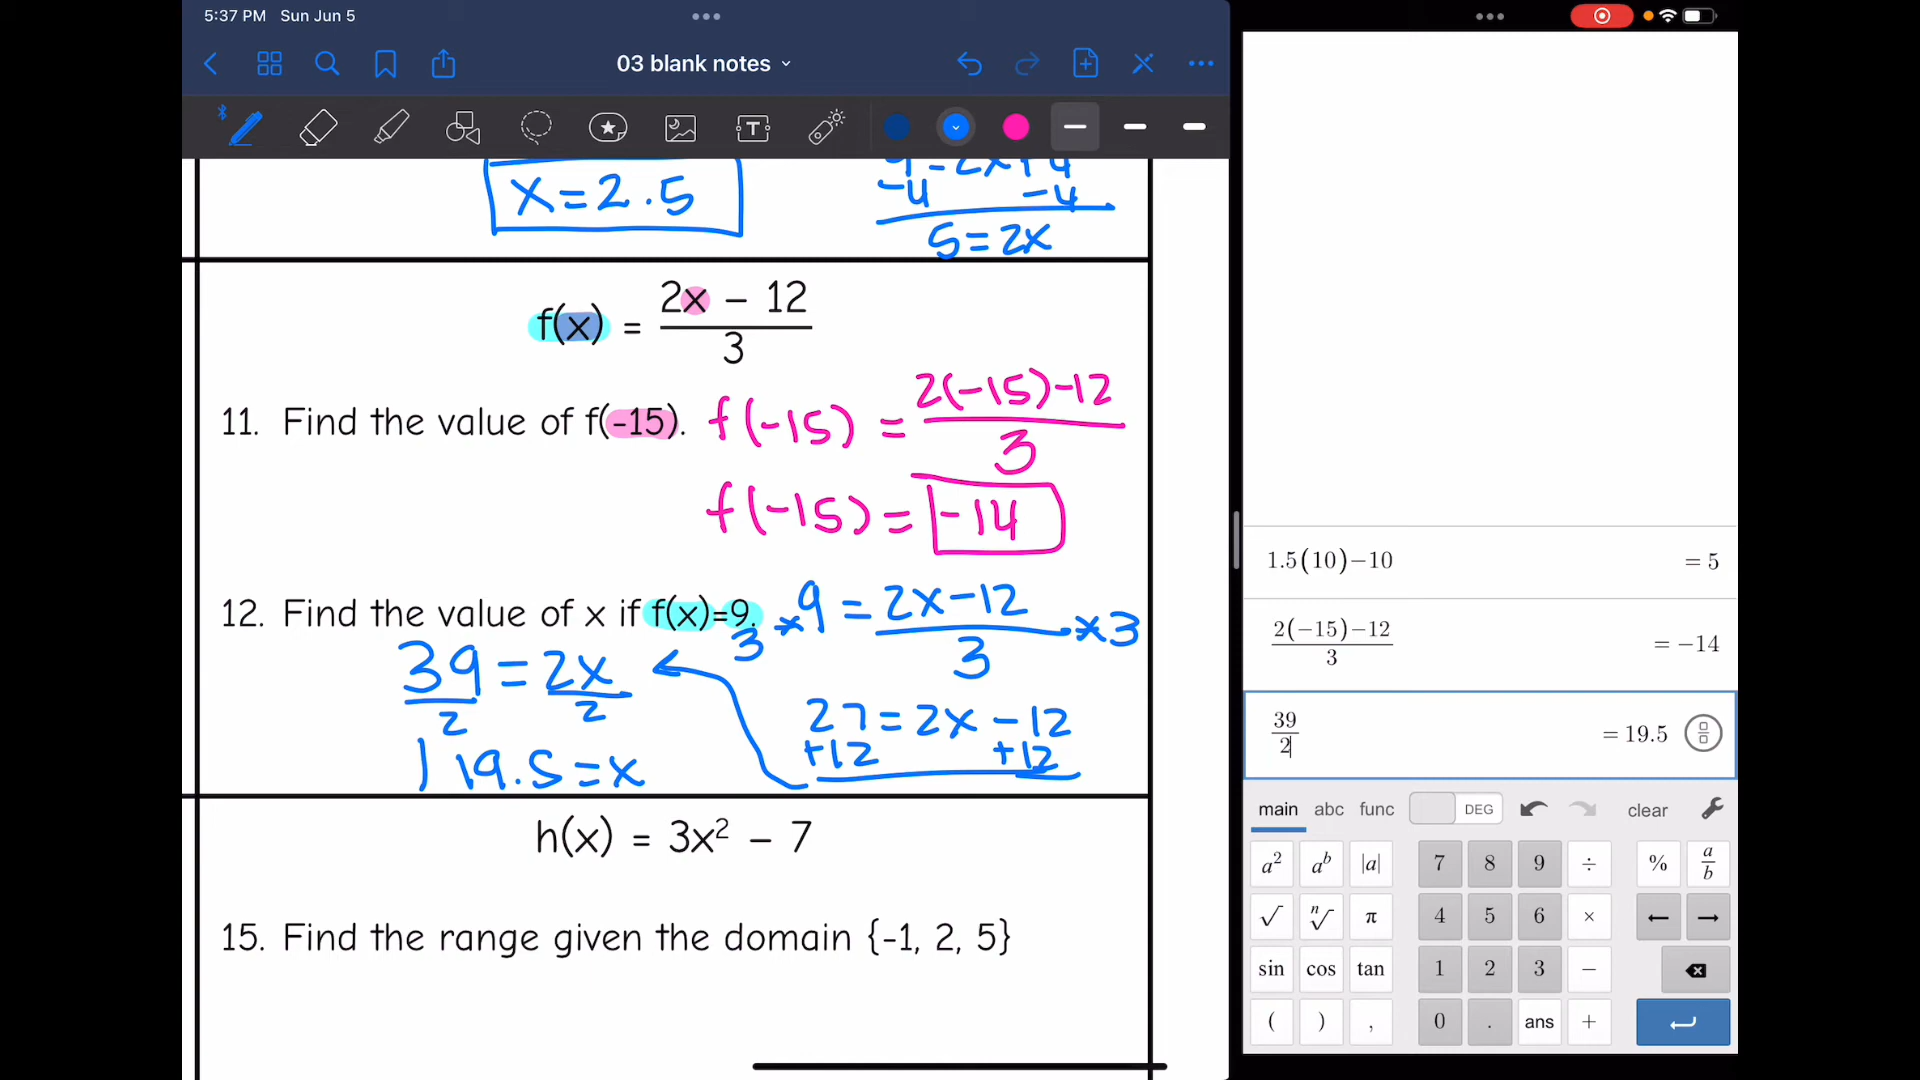 5:37 PM Sun Jun 5
03 blank notes
T
x=2.5
9=2x+4
-4 -4
5=2x
f(x) = 2x − 12
3
11. Find the value of f(-15).
f(-15) = 2(-15)-12
3
f(-15) = -14
12. Find the value of x if f(x)=9.
3×9 = 2x-12 ×3
3
27=2x-12
+12 +12
39=2x
2 2
19.5=x
h(x) = 3x² − 7
15. Find the range given the domain {-1, 2, 5}
1.5(10)−10 = 5
2(−15)−12
3 = −14
39
2 = 19.5
main abc func DEG clear
a² aᵇ |a| 7 8 9 ÷ % a/b
√ ⁿ√ π 4 5 6 × ← →
sin cos tan 1 2 3 −
( ) , 0 . ans +